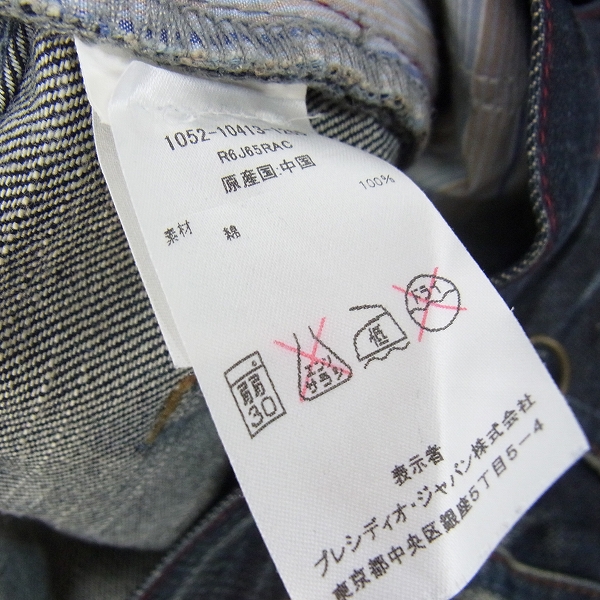 1052-10413-
R6J65RAC
原産国:中国
素材 綿 100%
弱
30
エンソサラシ
低
ドライ
表示者
プレシディオ・ジャパン株式会社
東京都中央区銀座5丁目5-4